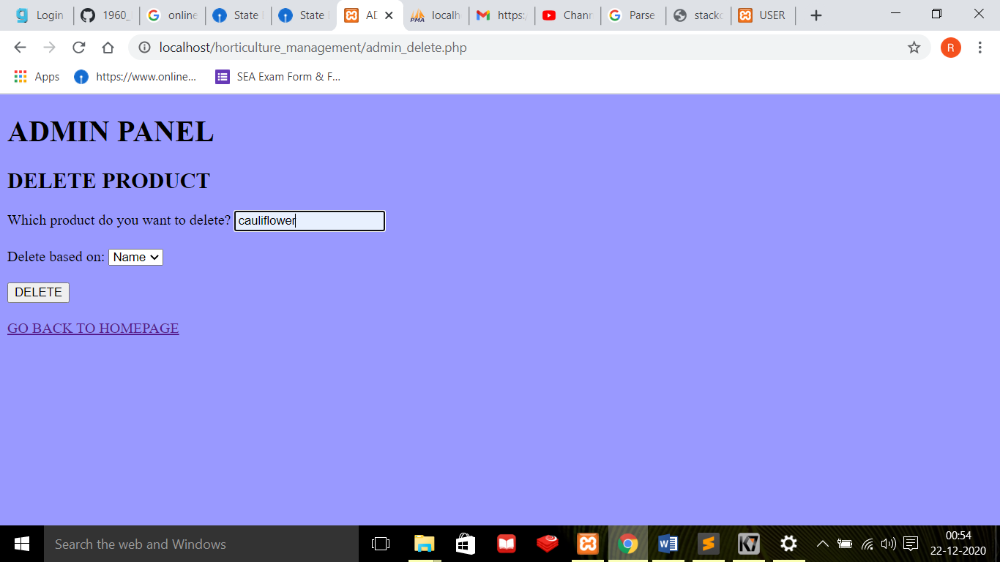 Login
1960_
online
State
State
AD
localh
https:/
Chann
Parse
stacko
USER
localhost/horticulture_management/admin_delete.php
R
Apps
https://www.online...
SEA Exam Form & F...
ADMIN PANEL
DELETE PRODUCT
Which product do you want to delete? cauliflower
Delete based on: Name
DELETE
GO BACK TO HOMEPAGE
Search the web and Windows
00:54
22-12-2020